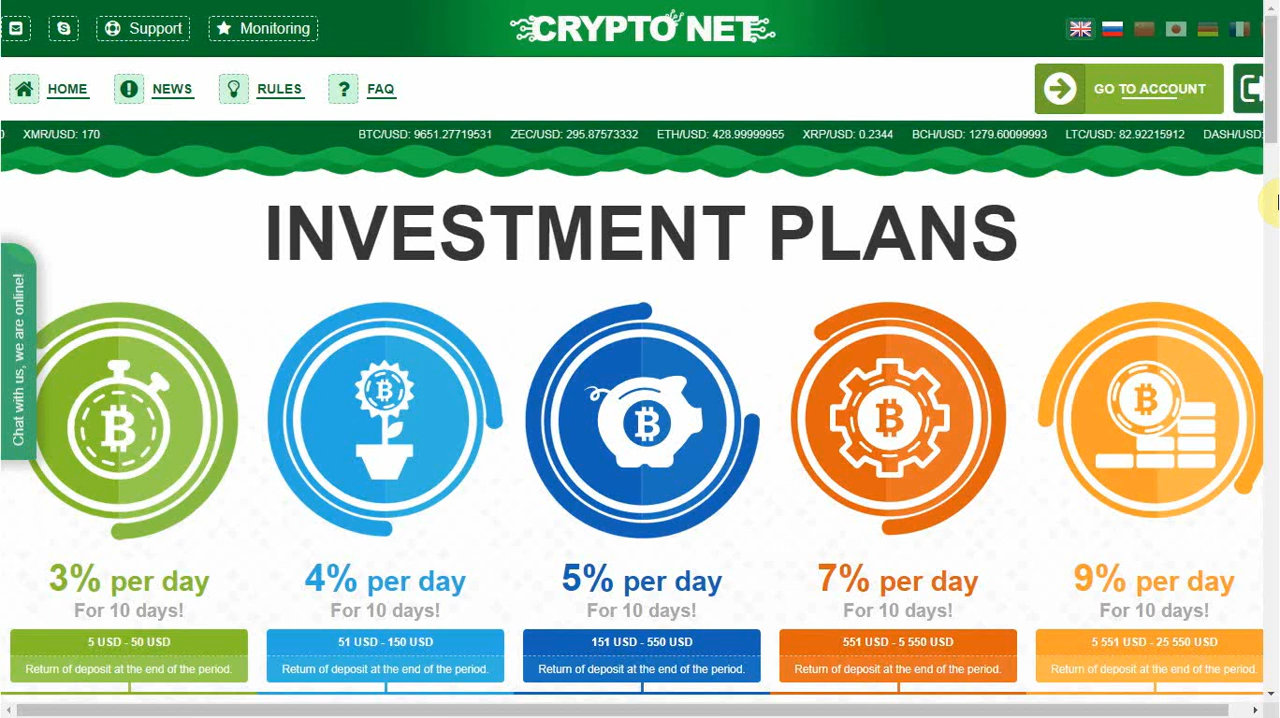 Support
Monitoring
CRYPTO NET
HOME
NEWS
RULES
? FAQ
GO TO ACCOUNT
0 XMR/USD: 170 BTC/USD: 9651.27719531 ZEC/USD: 295.87573332 ETH/USD: 428.99999955 XRP/USD: 0.2344 BCH/USD: 1279.60099993 LTC/USD: 82.92215912 DASH/USD:
INVESTMENT PLANS
Chat with us, we are online!
3% per day
For 10 days!
5 USD - 50 USD
Return of deposit at the end of the period.
4% per day
For 10 days!
51 USD - 150 USD
Return of deposit at the end of the period.
5% per day
For 10 days!
151 USD - 550 USD
Return of deposit at the end of the period.
7% per day
For 10 days!
551 USD - 5 550 USD
Return of deposit at the end of the period.
9% per day
For 10 days!
5 551 USD - 25 550 USD
Return of deposit at the end of the period.